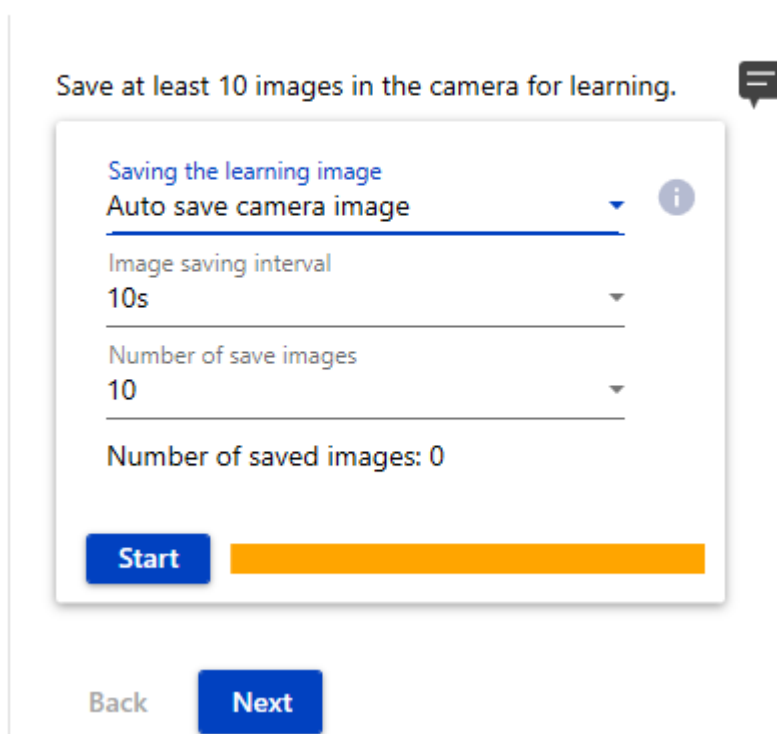 Save at least 10 images in the camera for learning.
Saving the learning image
Auto save camera image
Image saving interval
10s
Number of save images
10
Number of saved images: 0
Start
Back
Next